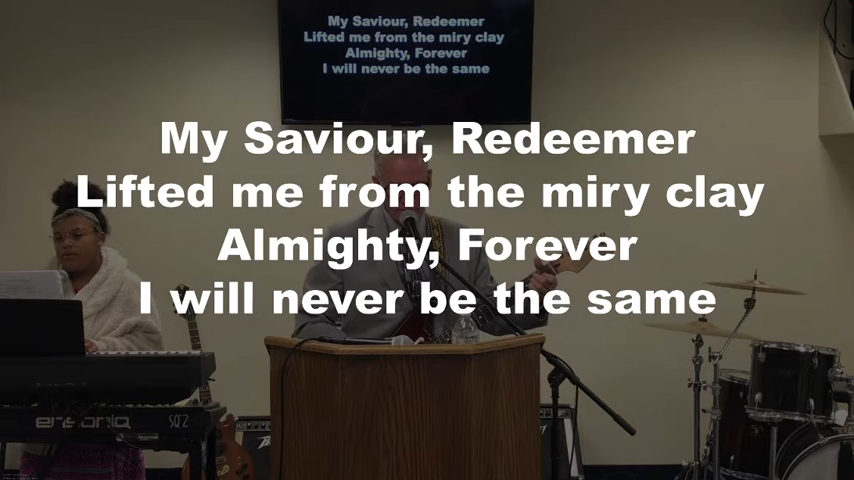 My Saviour, Redeemer
Lifted me from the miry clay
Almighty, Forever
I will never be the same
My Saviour, Redeemer
Lifted me from the miry clay
Almighty, Forever
I will never be the same
ensoniq SQ2